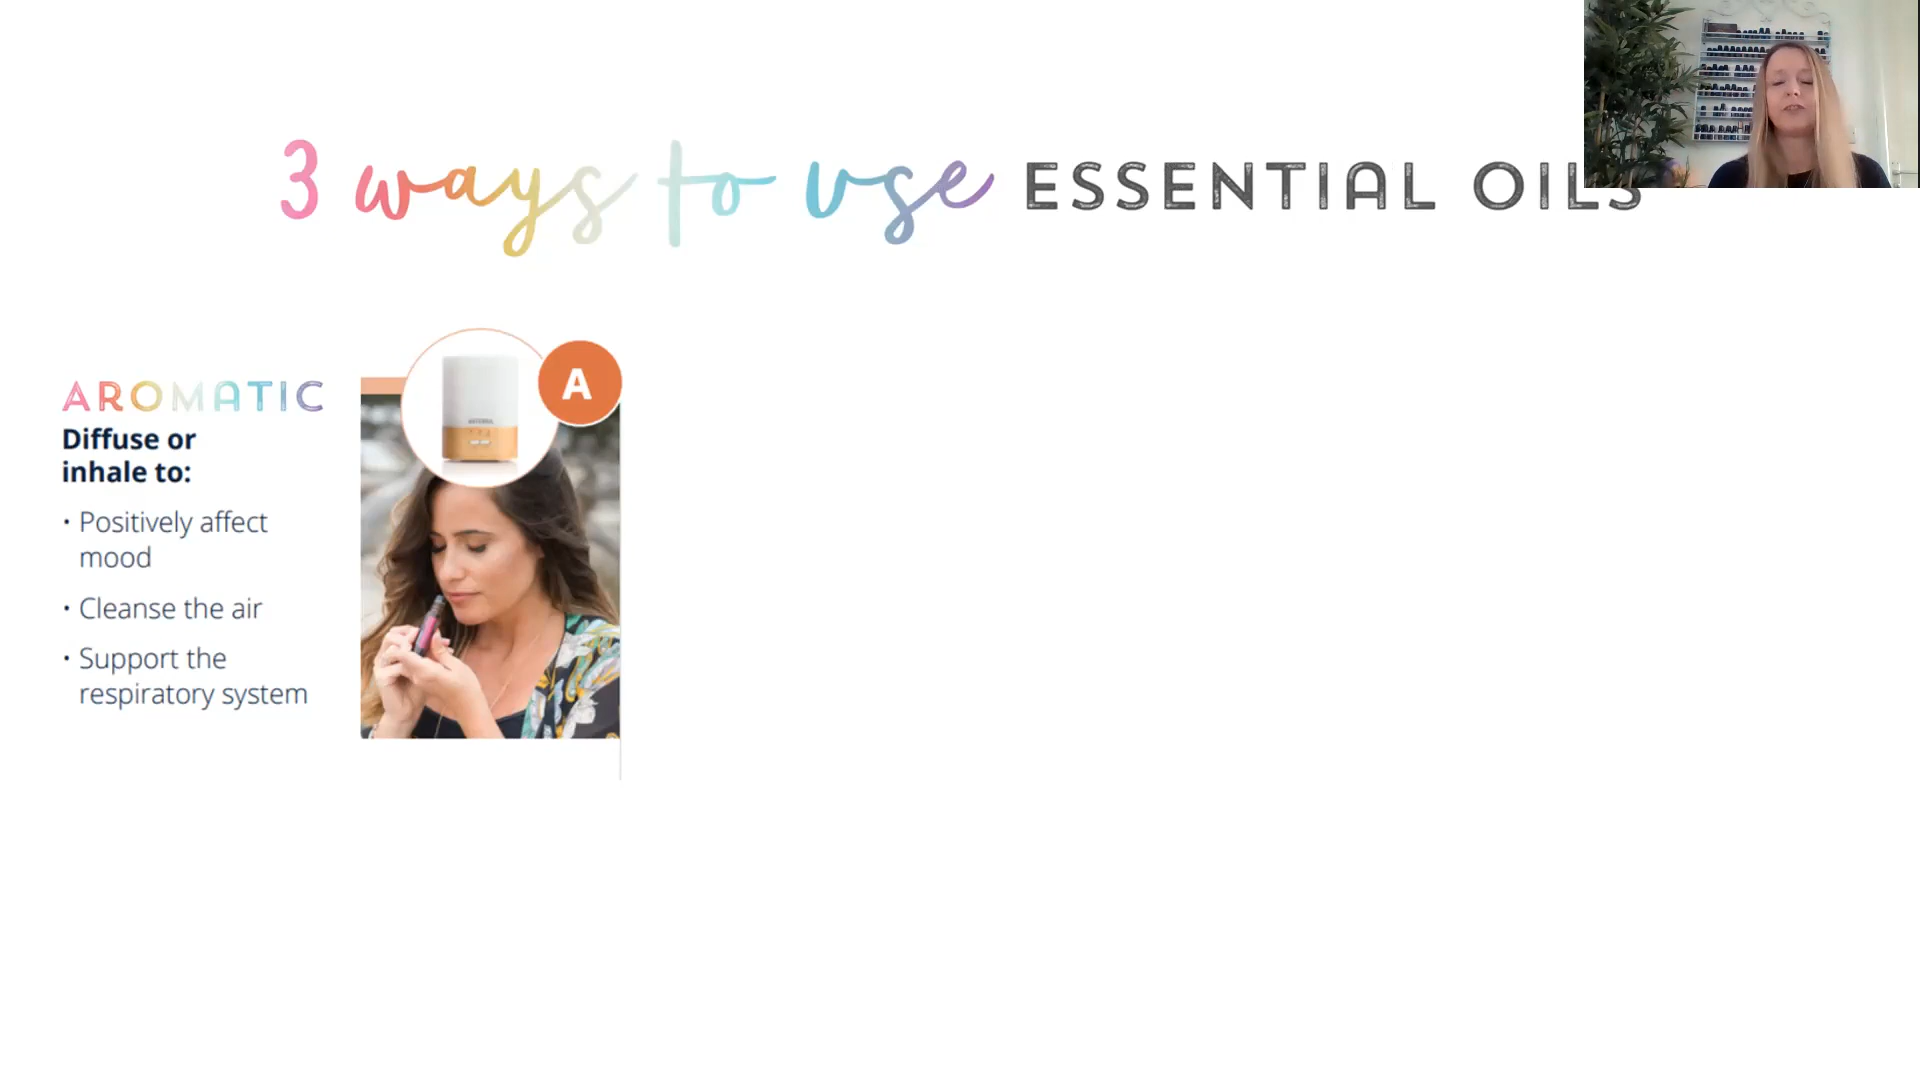 3 ways to use ESSENTIAL OILS
A
AROMATIC
Diffuse or
inhale to:
• Positively affect
mood
• Cleanse the air
• Support the
respiratory system